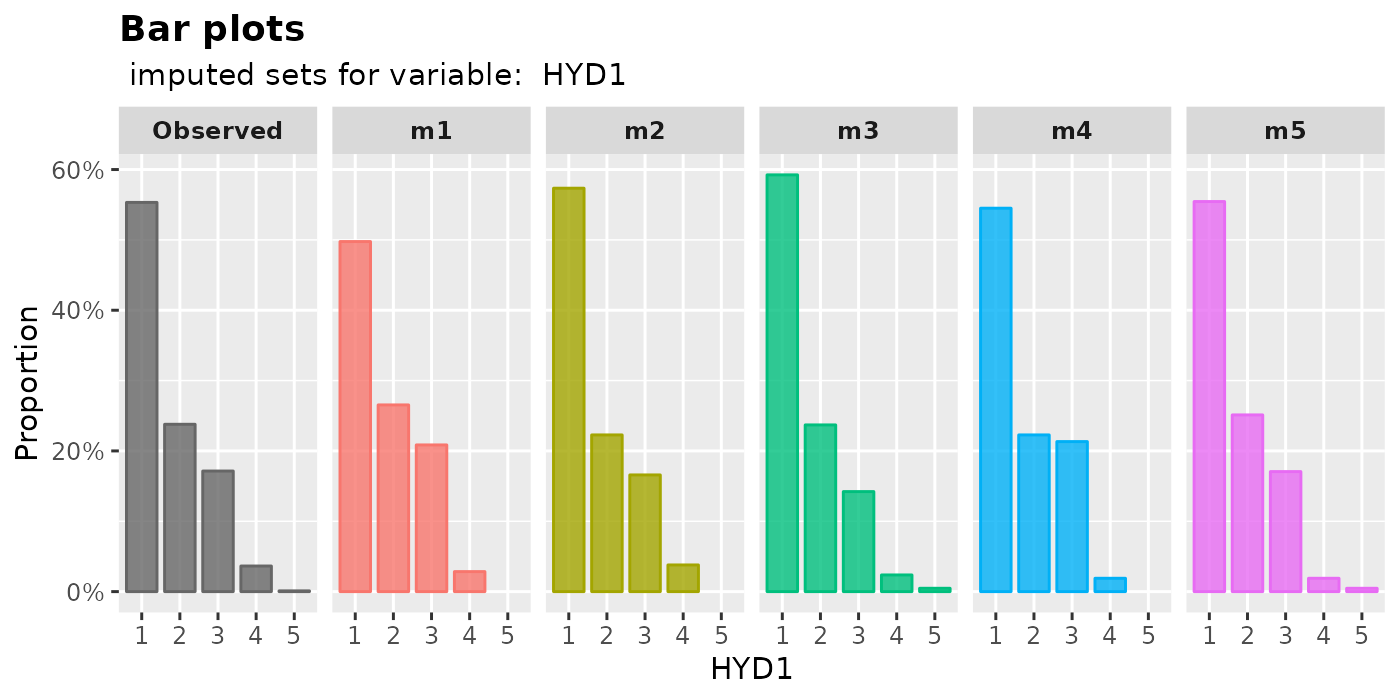 Bar plots
imputed sets for variable:  HYD1
Observed m1 m2 m3 m4 m5
60%
40%
20%
0%
Proportion
1 2 3 4 5 1 2 3 4 5 1 2 3 4 5 1 2 3 4 5 1 2 3 4 5 1 2 3 4 5
HYD1